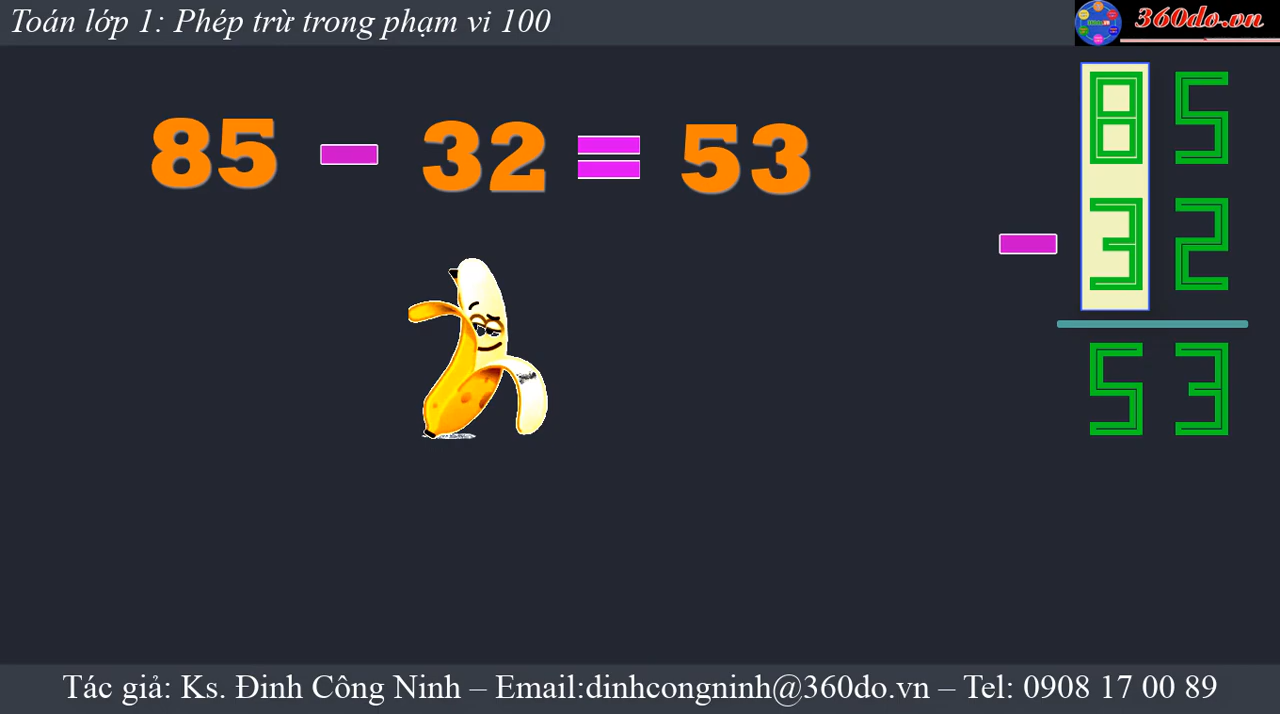 Toán lớp 1: Phép trừ trong phạm vi 100
360do.vn
85 - 32 = 53
85
- 32
53
Tác giả: Ks. Đinh Công Ninh – Email:dinhcongninh@360do.vn – Tel: 0908 17 00 89